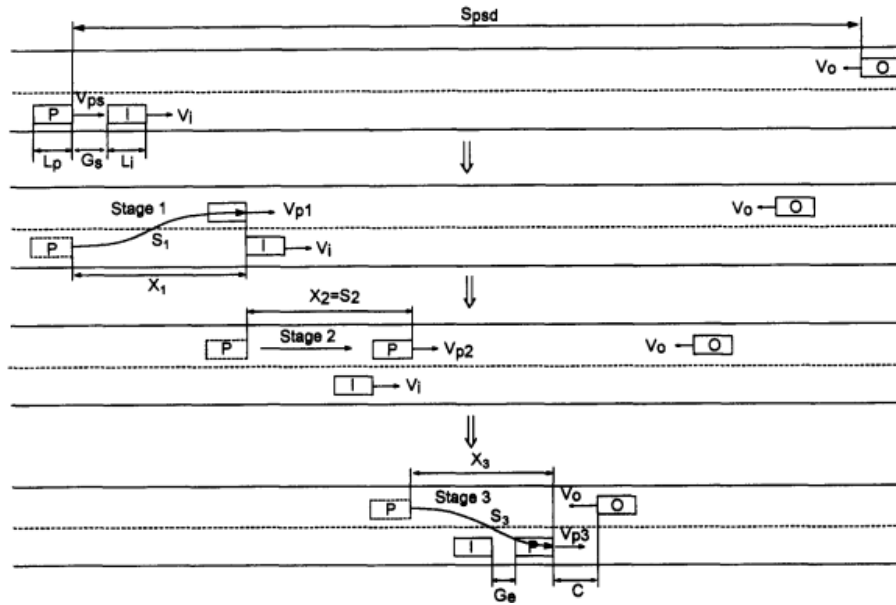 Spsd
Vo O
Vps
P I Vi
Lp Gs Li
Stage 1 Vp1 Vo O
P S1 I Vi
X1
X2=S2
P Stage 2 P Vp2 Vo O
I Vi
X3
P Stage 3 Vo O
S3
I P Vp3
Ge C